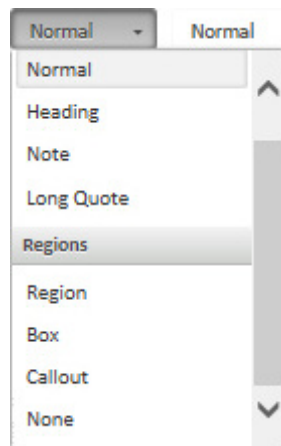 Normal Normal
Normal
Heading
Note
Long Quote
Regions
Region
Box
Callout
None